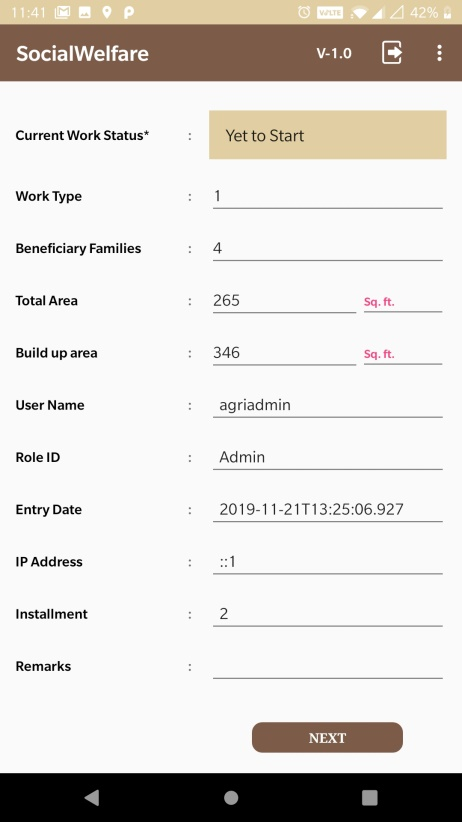 11:41 VoLTE 42%
SocialWelfare V-1.0
Current Work Status* : Yet to Start
Work Type : 1
Beneficiary Families : 4
Total Area : 265 Sq. ft.
Build up area : 346 Sq. ft.
User Name : agriadmin
Role ID : Admin
Entry Date : 2019-11-21T13:25:06.927
IP Address : ::1
Installment : 2
Remarks :
NEXT